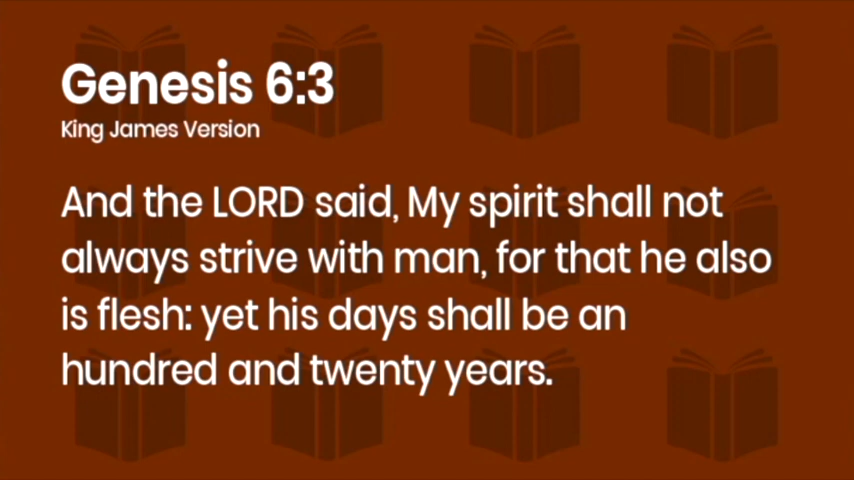 Genesis 6:3
King James Version
And the LORD said, My spirit shall not
always strive with man, for that he also
is flesh: yet his days shall be an
hundred and twenty years.